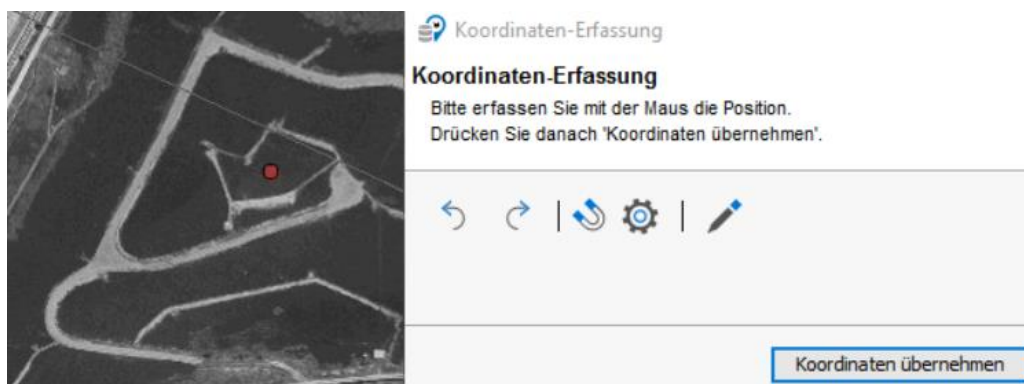 Koordinaten-Erfassung
Koordinaten-Erfassung
Bitte erfassen Sie mit der Maus die Position.
Drücken Sie danach 'Koordinaten übernehmen'.
Koordinaten übernehmen